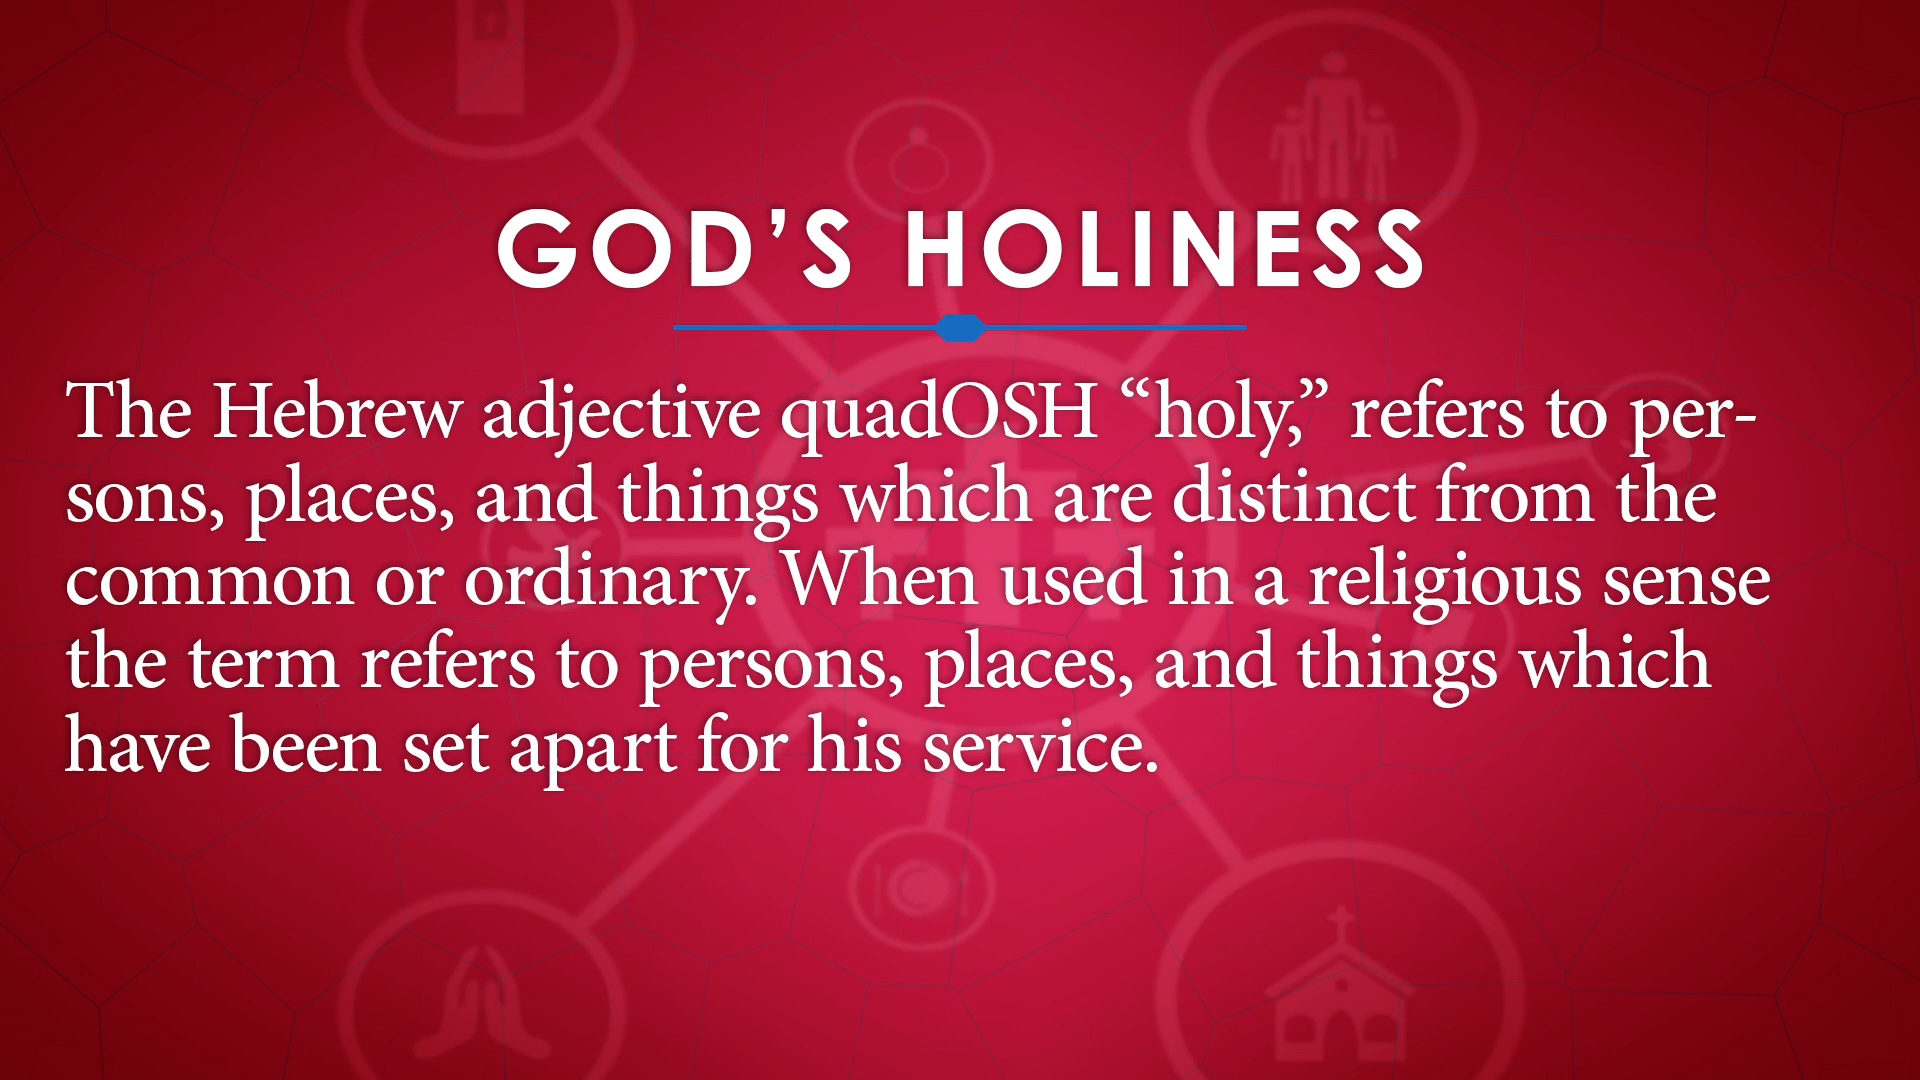 GOD’S HOLINESS
The Hebrew adjective quadOSH “holy,” refers to per-
sons, places, and things which are distinct from the
common or ordinary. When used in a religious sense
the term refers to persons, places, and things which
have been set apart for his service.